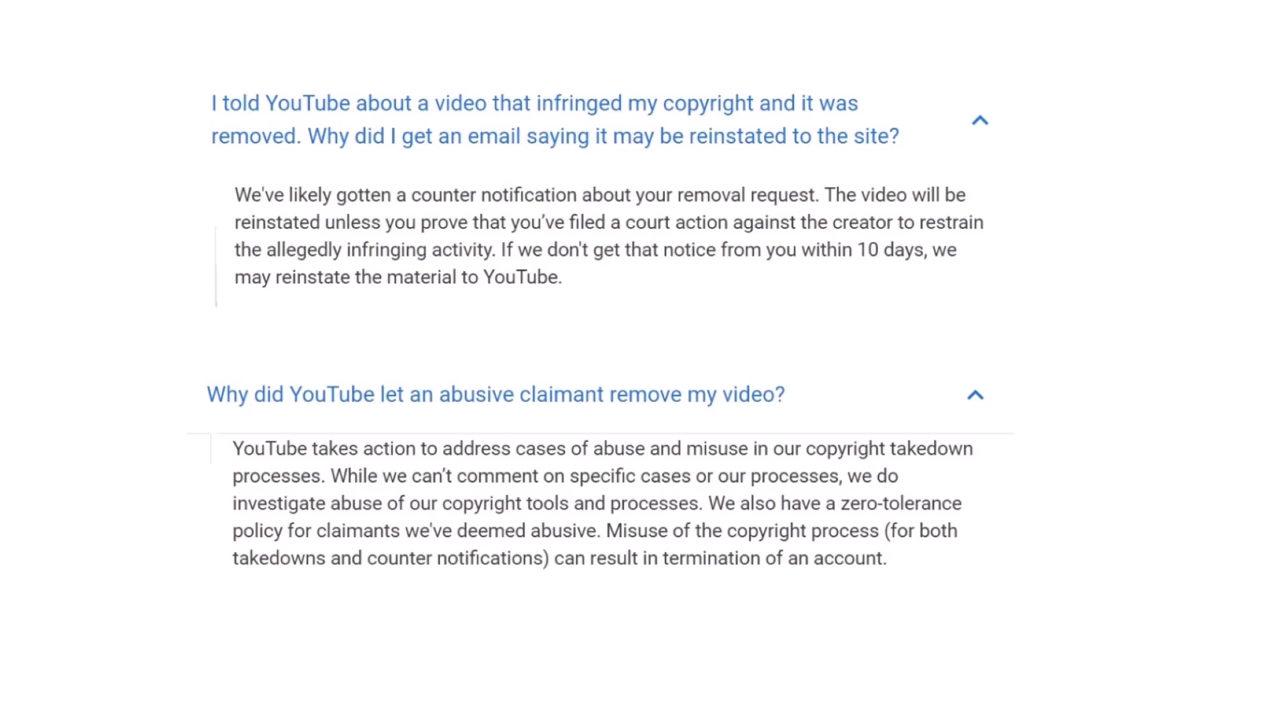 I told YouTube about a video that infringed my copyright and it was
removed. Why did I get an email saying it may be reinstated to the site?
We've likely gotten a counter notification about your removal request. The video will be
reinstated unless you prove that you’ve filed a court action against the creator to restrain
the allegedly infringing activity. If we don't get that notice from you within 10 days, we
may reinstate the material to YouTube.
Why did YouTube let an abusive claimant remove my video?
YouTube takes action to address cases of abuse and misuse in our copyright takedown
processes. While we can’t comment on specific cases or our processes, we do
investigate abuse of our copyright tools and processes. We also have a zero-tolerance
policy for claimants we've deemed abusive. Misuse of the copyright process (for both
takedowns and counter notifications) can result in termination of an account.